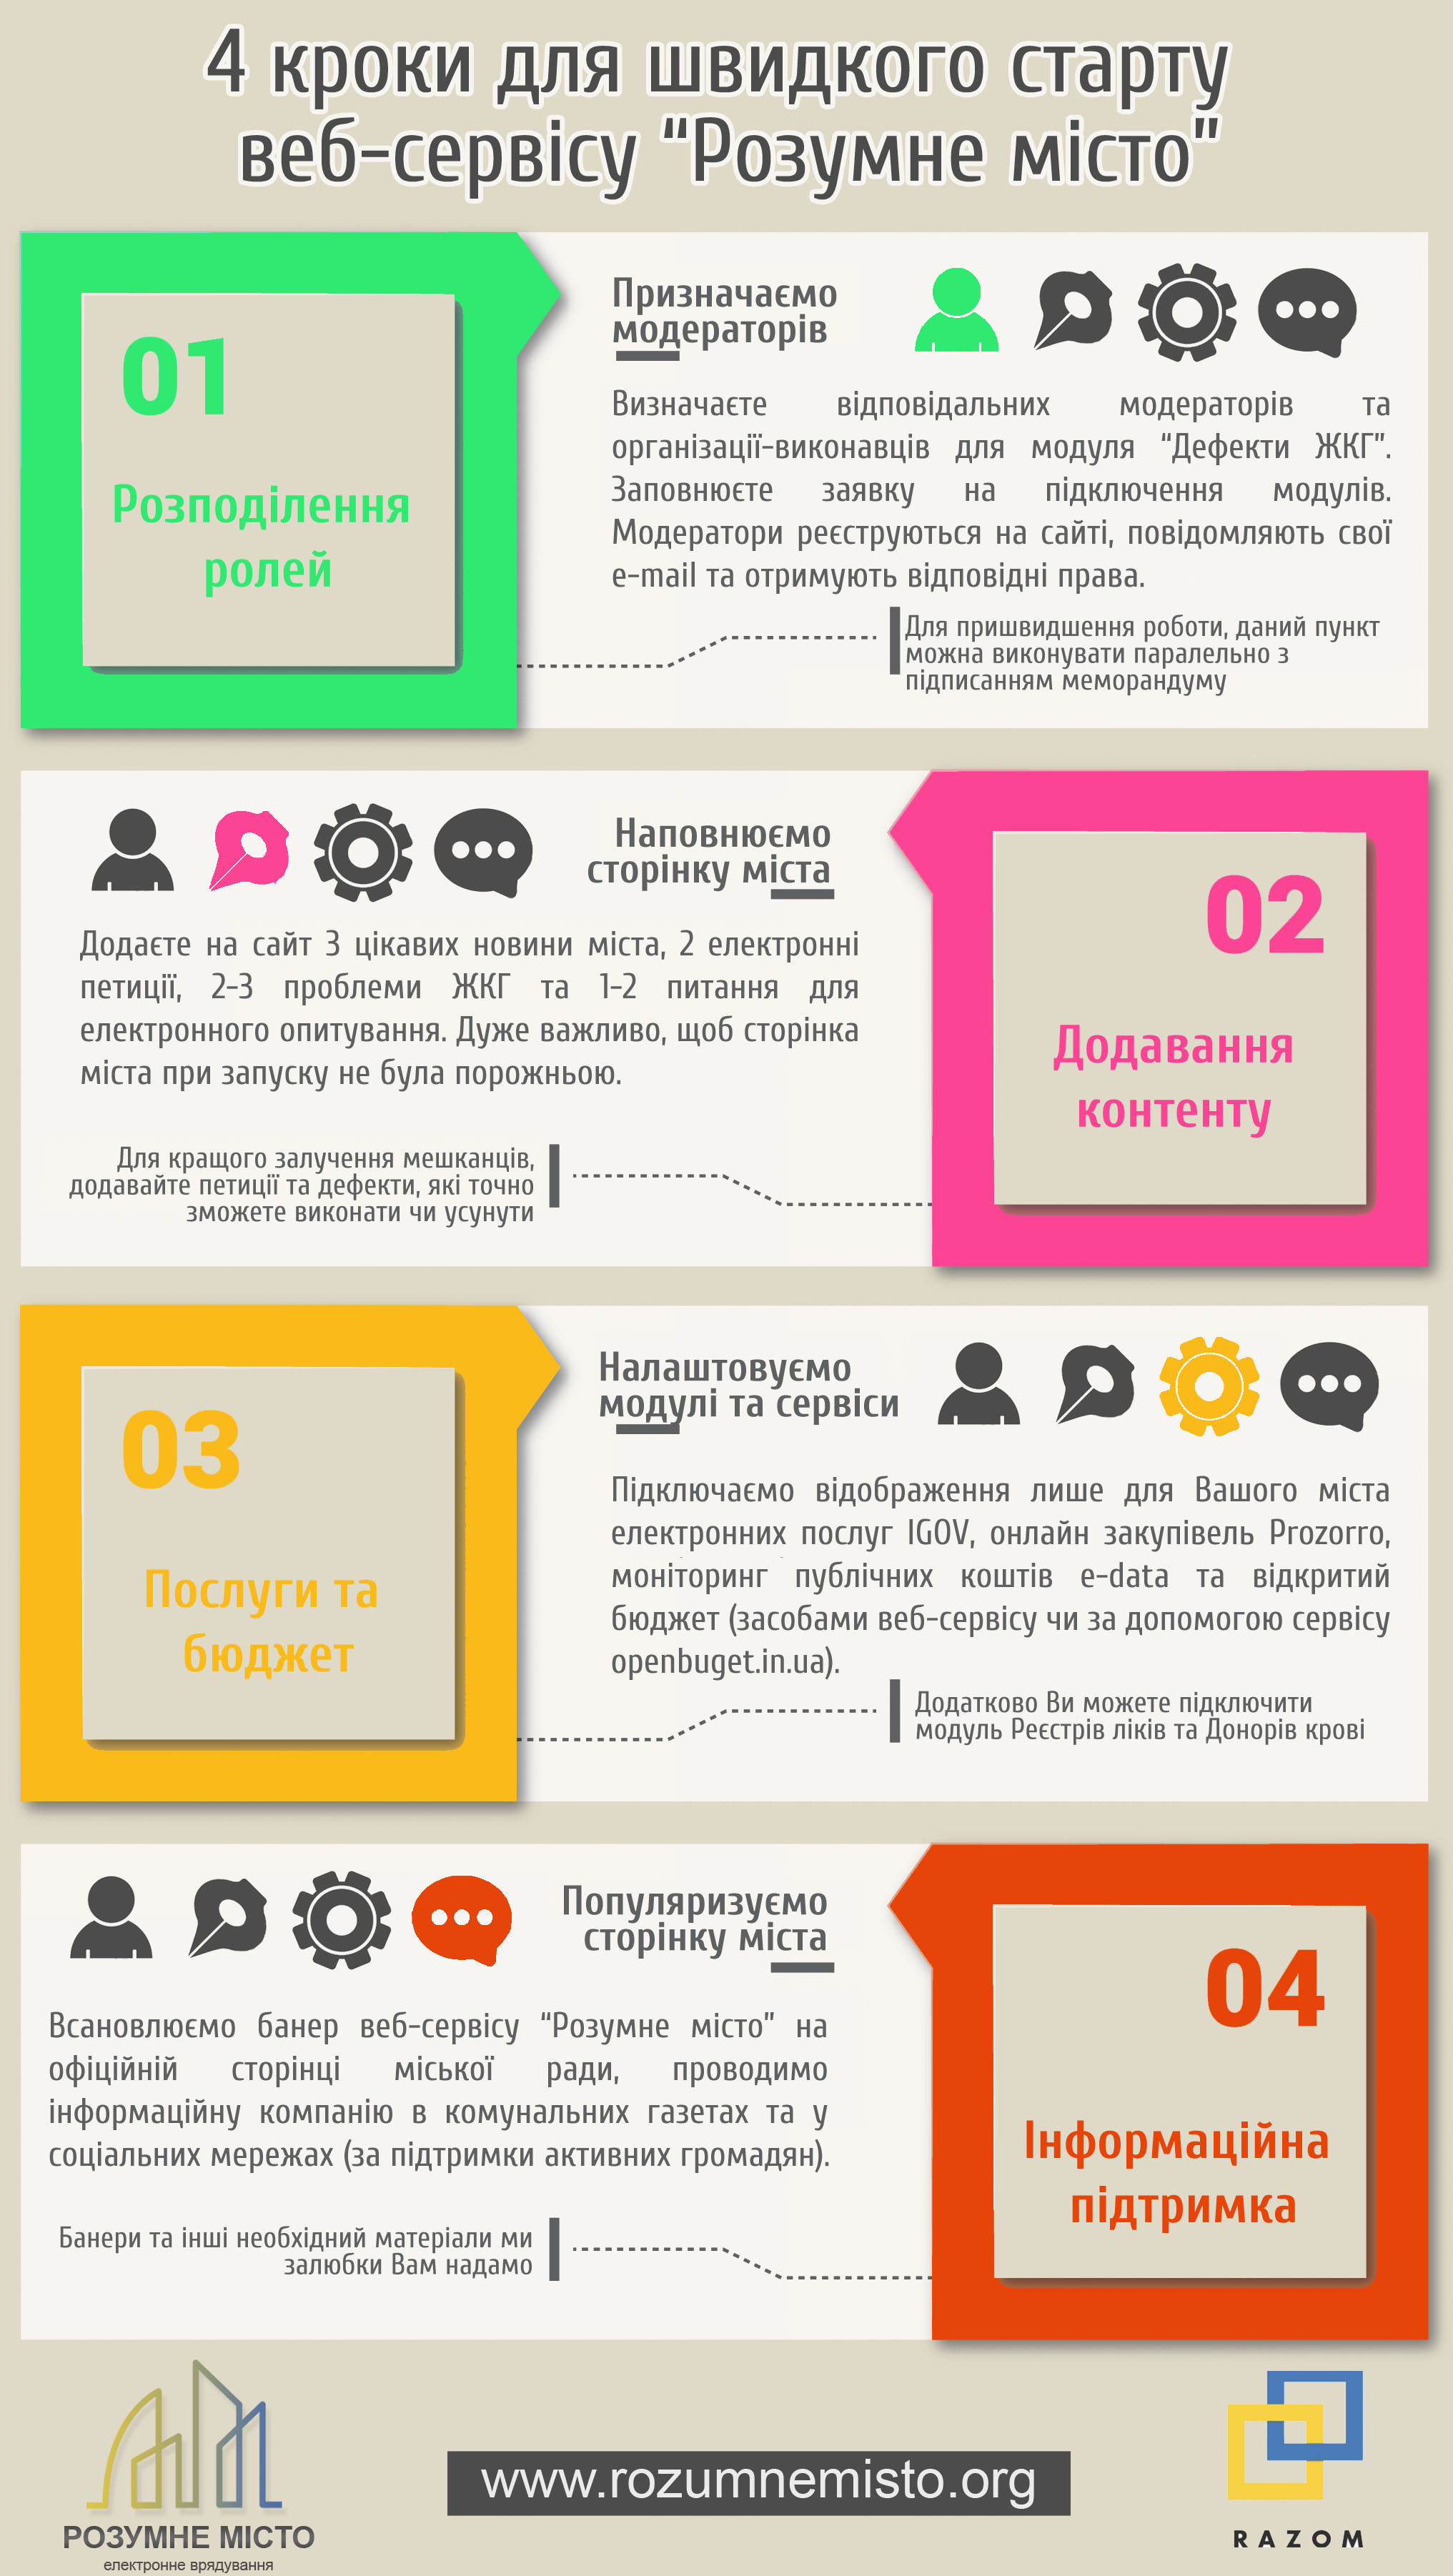 4 кроки для швидкого старту
веб-сервісу “Розумне місто"
01
Розподілення
ролей
Призначаємо
модераторів
Визначаєте відповідальних модераторів та
організації-виконавців для модуля “Дефекти ЖКГ”.
Заповнюєте заявку на підключення модулів.
Модератори реєструються на сайті, повідомляють свої
e-mail та отримують відповідні права.
Для пришвидшення роботи, даний пункт
можна виконувати паралельно з
підписанням меморандуму
Наповнюємо
сторінку міста
Додаєте на сайт 3 цікавих новини міста, 2 електронні
петиції, 2-3 проблеми ЖКГ та 1-2 питання для
електронного опитування. Дуже важливо, щоб сторінка
міста при запуску не була порожньою.
Для кращого залучення мешканців,
додавайте петиції та дефекти, які точно
зможете виконати чи усунути
02
Додавання
контенту
03
Послуги та
бюджет
Налаштовуємо
модулі та сервіси
Підключаємо відображення лише для Вашого міста
електронних послуг IGOV, онлайн закупівель Prozorro,
моніторинг публічних коштів e-data та відкритий
бюджет (засобами веб-сервісу чи за допомогою сервісу
openbuget.in.ua).
Додатково Ви можете підключити
модуль Реєстрів ліків та Донорів крові
Популяризуємо
сторінку міста
Всановлюємо банер веб-сервісу “Розумне місто” на
офіційній сторінці міської ради, проводимо
інформаційну компанію в комунальних газетах та у
соціальних мережах (за підтримки активних громадян).
Банери та інші необхідний матеріали ми
залюбки Вам надамо
04
Інформаційна
підтримка
РОЗУМНЕ МІСТО
електронне врядування
www.rozumnemisto.org
RAZOM